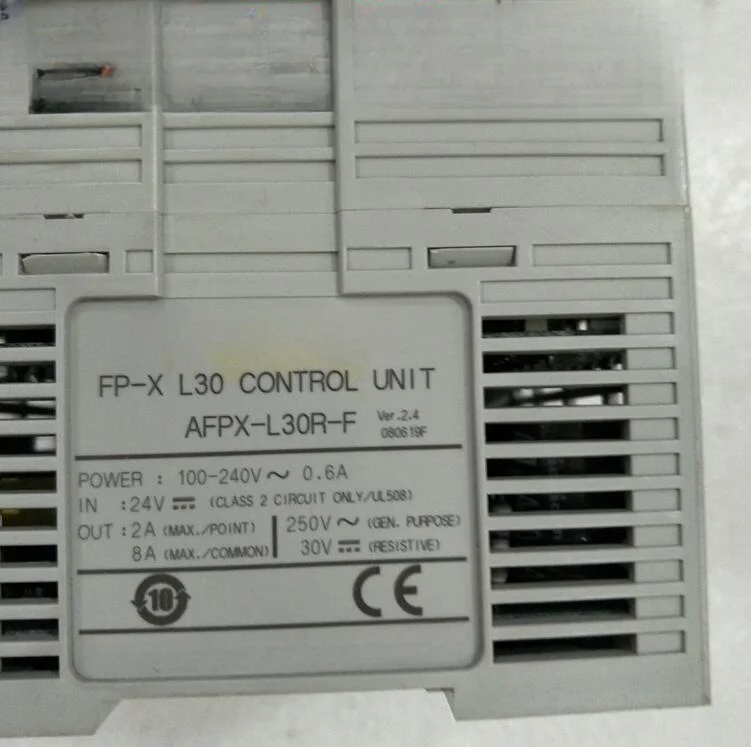 FP-X L30 CONTROL UNIT
AFPX-L30R-F Ver.2.4
080619F
POWER : 100-240V～ 0.6A
IN :24V⎓ (CLASS 2 CIRCUIT ONLY/UL508)
OUT :2A (MAX./POINT) 250V～ (GEN. PURPOSE)
8A (MAX./COMMON) 30V⎓ (RESISTIVE)
10 CE